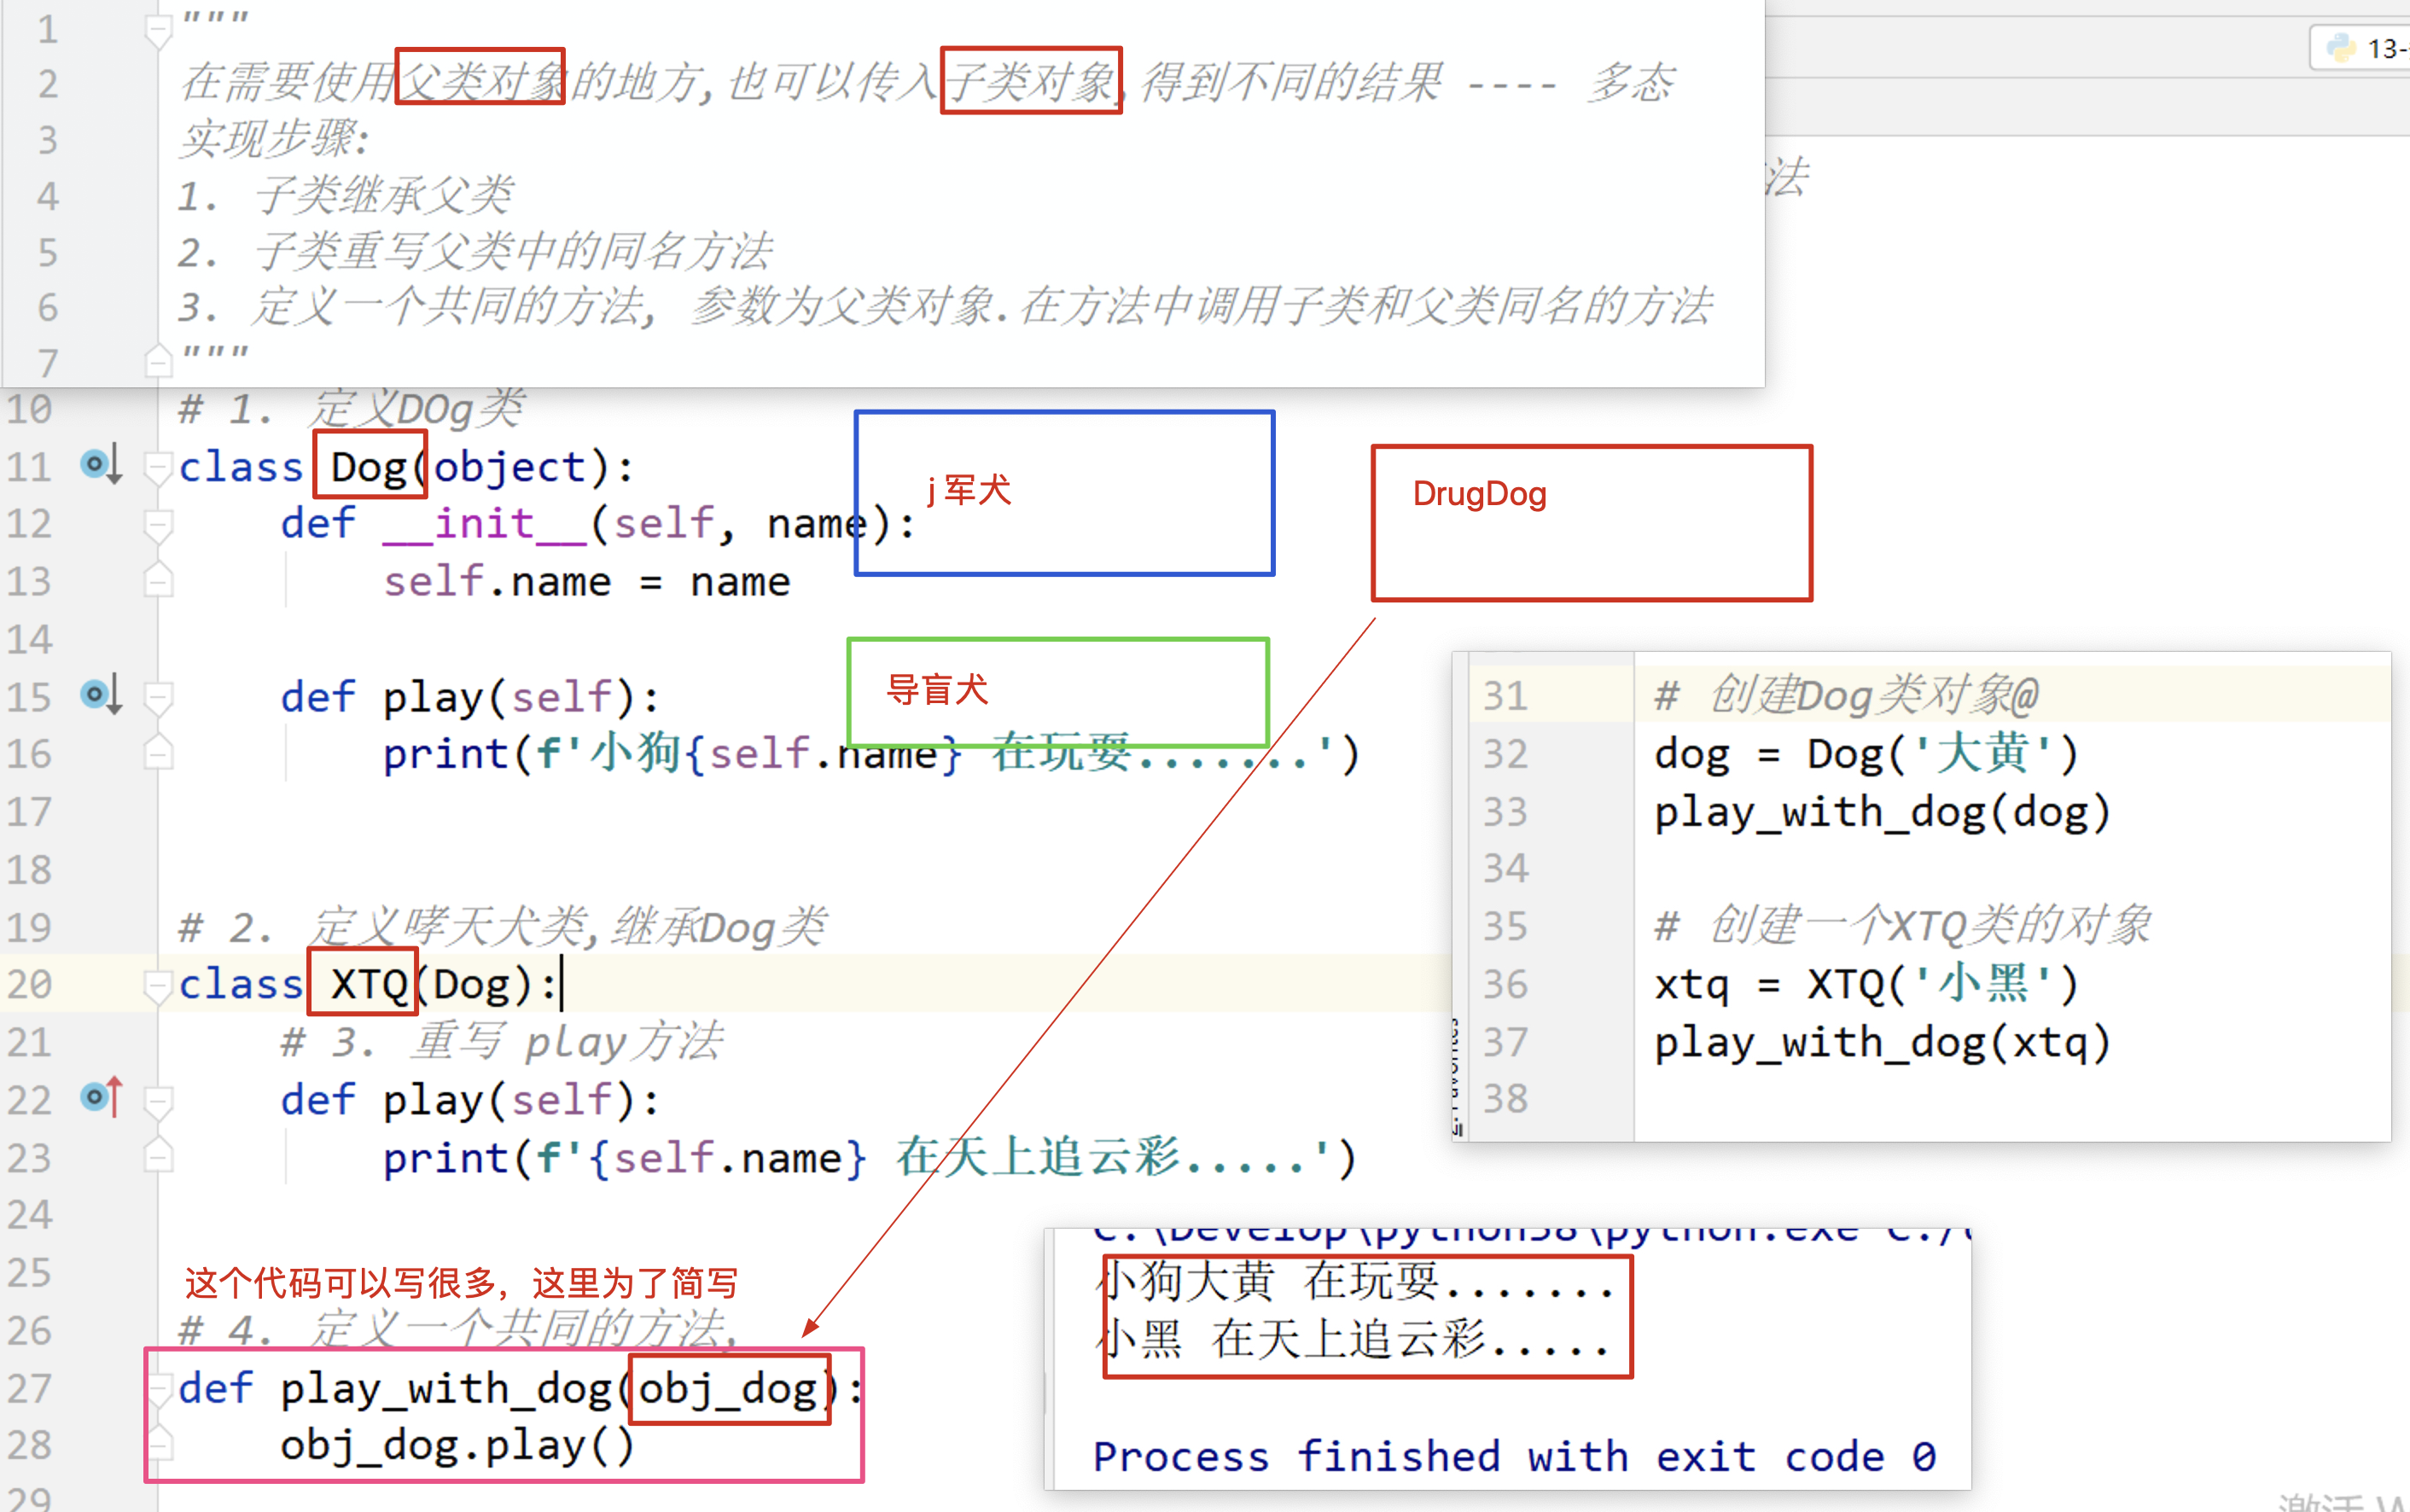 """
在需要使用父类对象的地方,也可以传入子类对象,得到不同的结果 ---- 多态
实现步骤:
1. 子类继承父类
2. 子类重写父类中的同名方法
3. 定义一个共同的方法, 参数为父类对象.在方法中调用子类和父类同名的方法
"""
13-
法
# 1. 定义DOg类
class Dog(object):
def __init__(self, name):
self.name = name
def play(self):
print(f'小狗{self.name} 在玩耍.......')
j 军犬
导盲犬
DrugDog
# 2. 定义哮天犬类,继承Dog类
class XTQ(Dog):
# 3. 重写 play方法
def play(self):
print(f'{self.name} 在天上追云彩.....')
这个代码可以写很多，这里为了简写
# 4. 定义一个共同的方法,
def play_with_dog(obj_dog):
obj_dog.play()
# 创建Dog类对象@
dog = Dog('大黄')
play_with_dog(dog)
# 创建一个XTQ类的对象
xtq = XTQ('小黑')
play_with_dog(xtq)
C:\Develop\python38\python.exe C:/
小狗大黄 在玩耍.......
小黑 在天上追云彩.....
Process finished with exit code 0
1
2
3
4
5
6
7
10
11
12
13
14
15
16
17
18
19
20
21
22
23
24
25
26
27
28
29
31
32
33
34
35
36
37
38